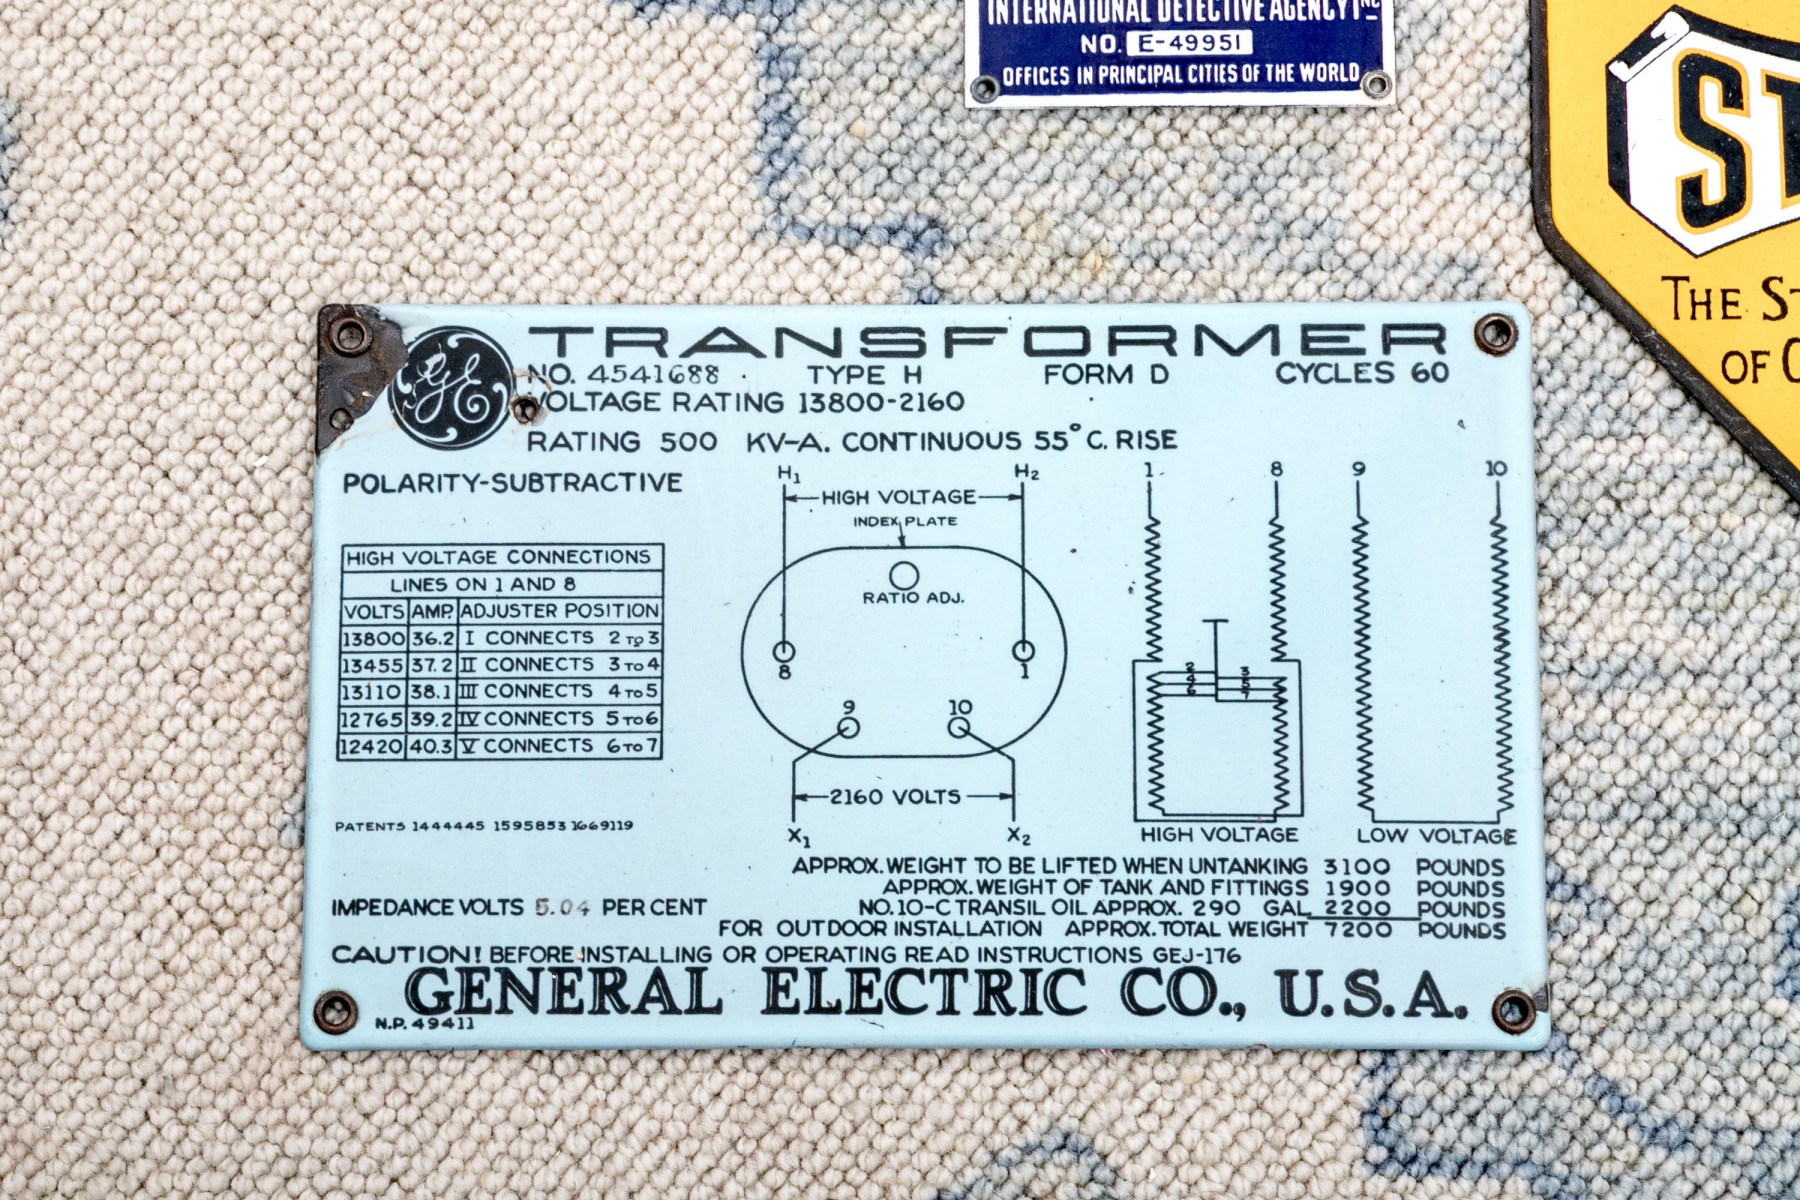 INTERNATIONAL DETECTIVE AGENCY INC
NO. E-49951
OFFICES IN PRINCIPAL CITIES OF THE WORLD
THE
OF
GE
TRANSFORMER
NO. 4541688 TYPE H FORM D CYCLES 60
VOLTAGE RATING 13800-2160
RATING 500 KV-A. CONTINUOUS 55°C. RISE
POLARITY-SUBTRACTIVE
HIGH VOLTAGE CONNECTIONS
LINES ON 1 AND 8
VOLTS AMP. ADJUSTER POSITION
13800 36.2 I CONNECTS 2 TO 3
13455 37.2 II CONNECTS 3 TO 4
13110 38.1 III CONNECTS 4 TO 5
12765 39.2 IV CONNECTS 5 TO 6
12420 40.3 V CONNECTS 6 TO 7
PATENTS 1444445 1595853 1669119
H1 H2
HIGH VOLTAGE
INDEX PLATE
RATIO ADJ.
8 1
9 10
2160 VOLTS
X1 X2
1 8 9 10
2 3
4 5
6 7
HIGH VOLTAGE LOW VOLTAGE
APPROX. WEIGHT TO BE LIFTED WHEN UNTANKING 3100 POUNDS
APPROX. WEIGHT OF TANK AND FITTINGS 1900 POUNDS
IMPEDANCE VOLTS 5.04 PER CENT NO. 10-C TRANSIL OIL APPROX. 290 GAL. 2200 POUNDS
FOR OUTDOOR INSTALLATION APPROX. TOTAL WEIGHT 7200 POUNDS
CAUTION! BEFORE INSTALLING OR OPERATING READ INSTRUCTIONS GEJ-176
GENERAL ELECTRIC CO., U.S.A.
N.P. 49411